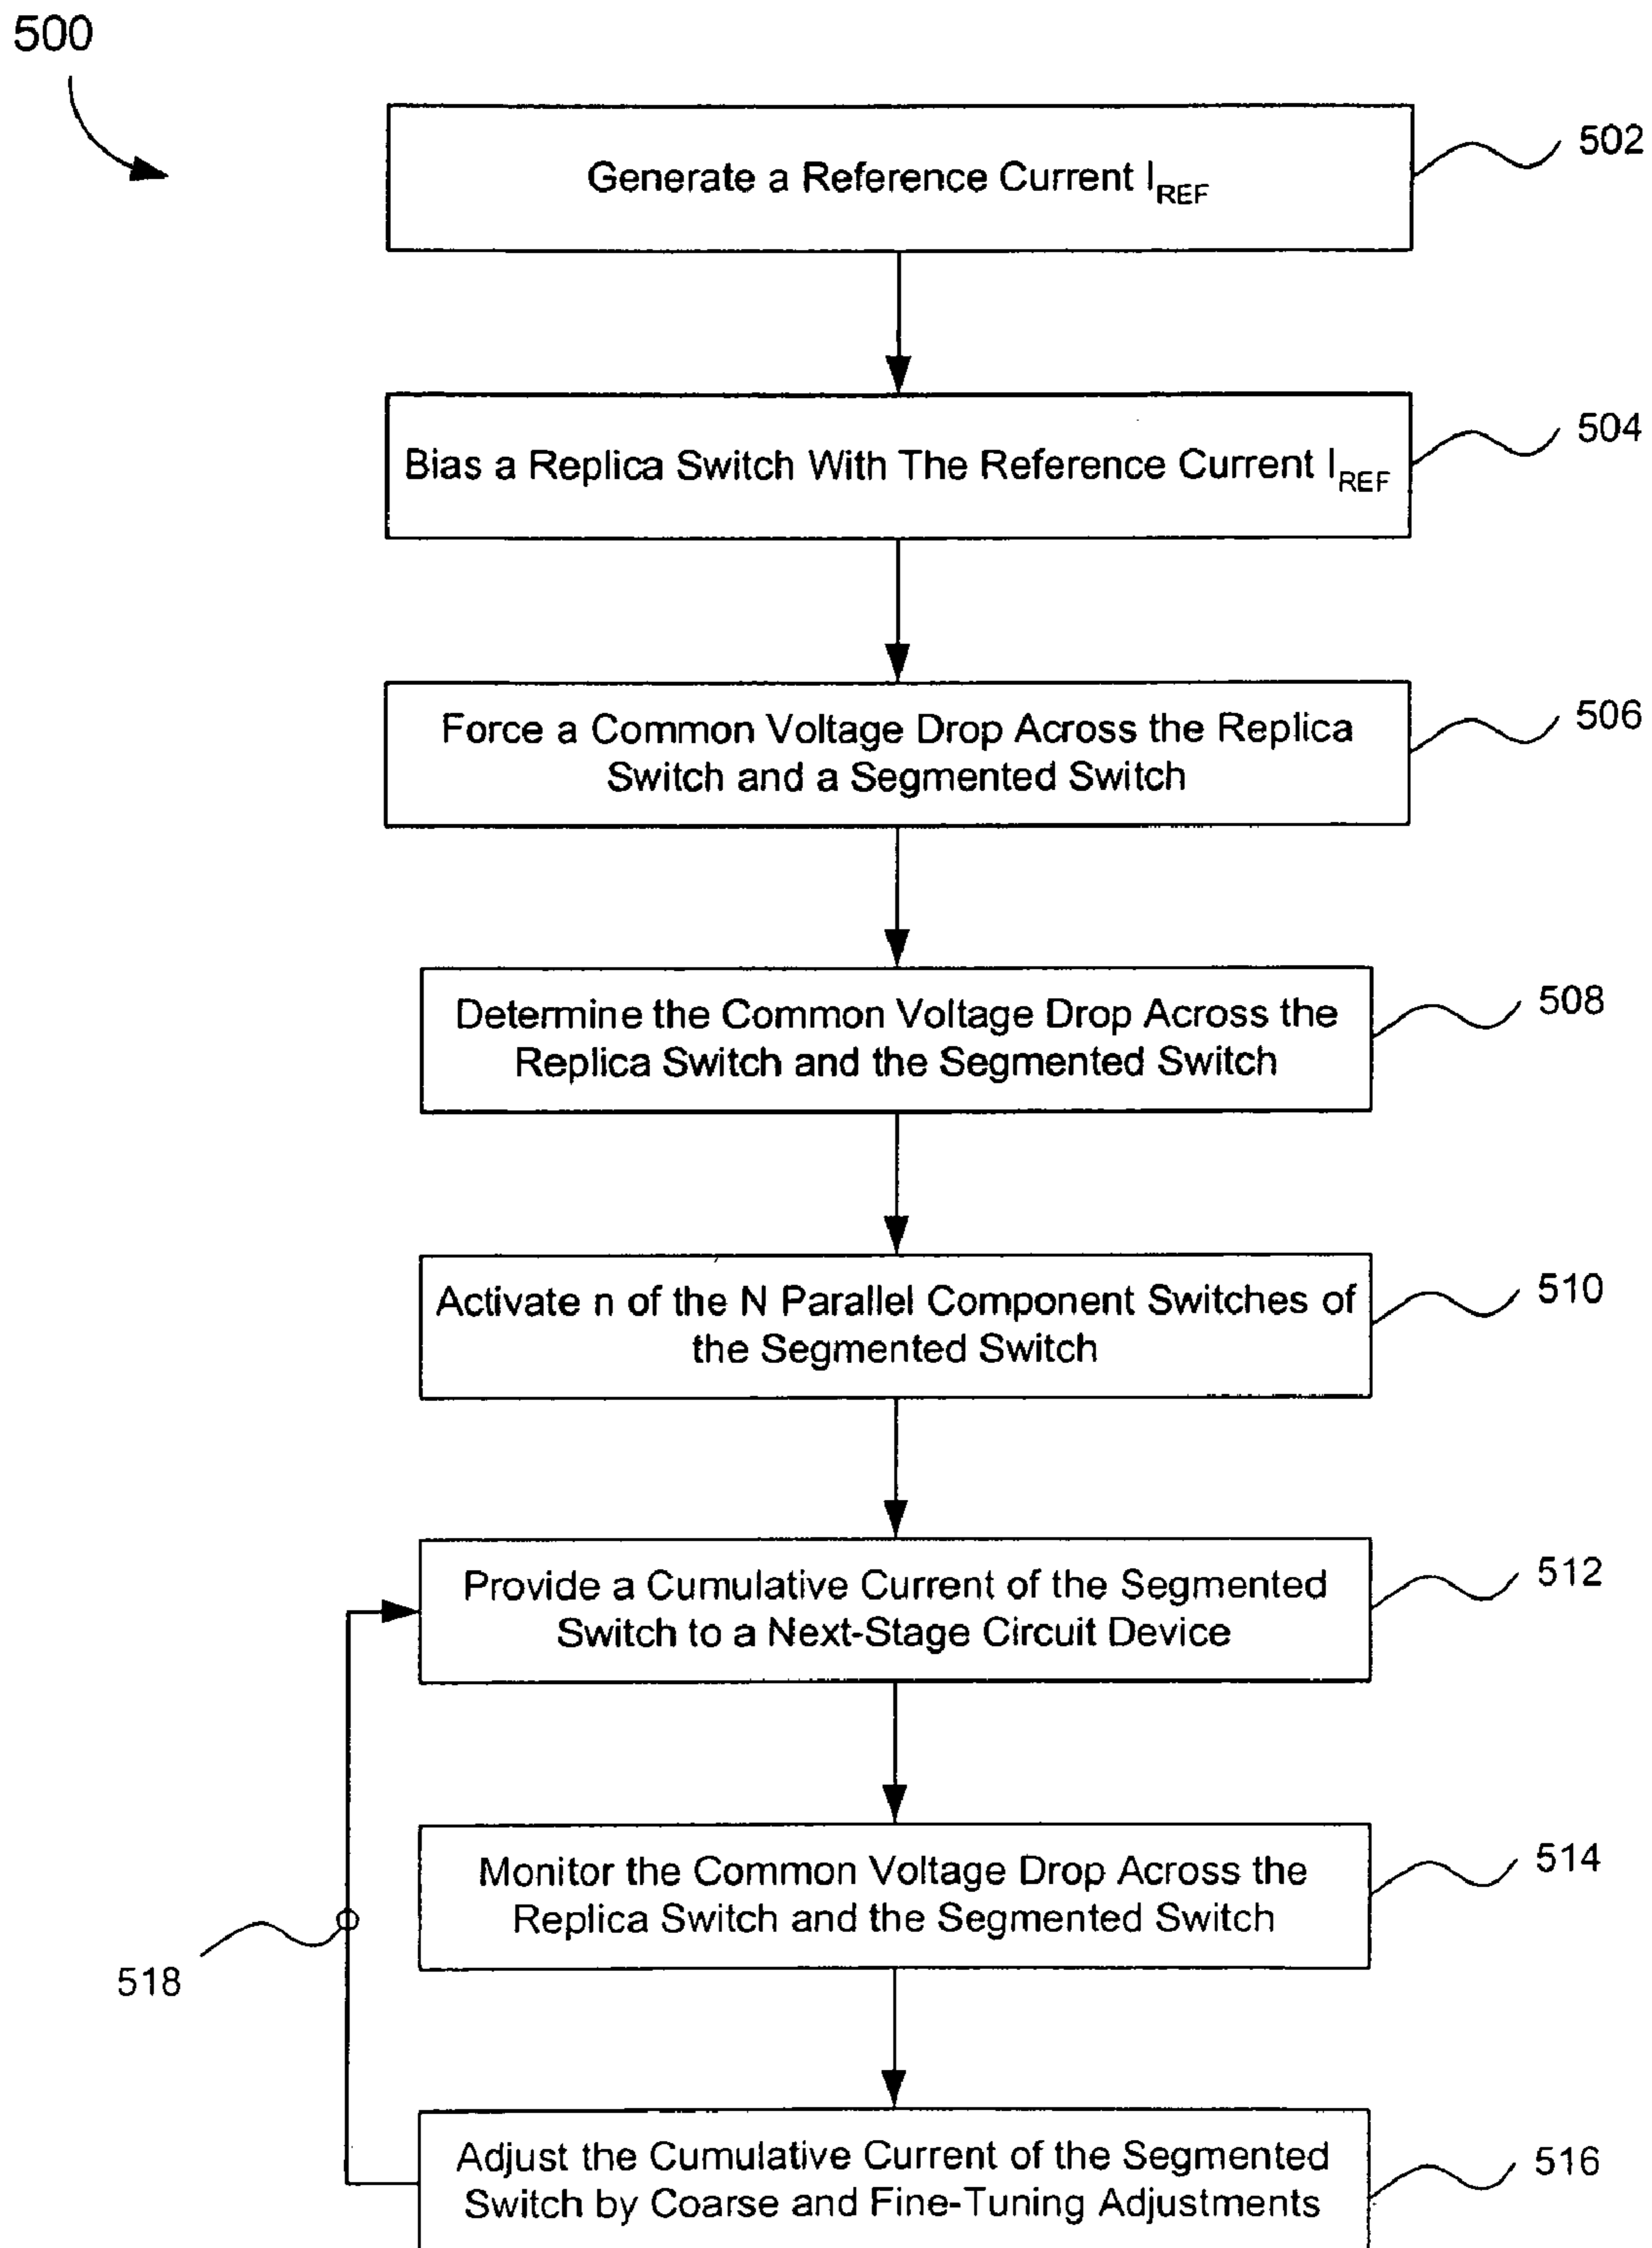 500
Generate a Reference Current IREF
502
Bias a Replica Switch With The Reference Current IREF
504
Force a Common Voltage Drop Across the Replica
Switch and a Segmented Switch
506
Determine the Common Voltage Drop Across the
Replica Switch and the Segmented Switch
508
Activate n of the N Parallel Component Switches of
the Segmented Switch
510
Provide a Cumulative Current of the Segmented
Switch to a Next-Stage Circuit Device
512
Monitor the Common Voltage Drop Across the
Replica Switch and the Segmented Switch
514
518
Adjust the Cumulative Current of the Segmented
Switch by Coarse and Fine-Tuning Adjustments
516